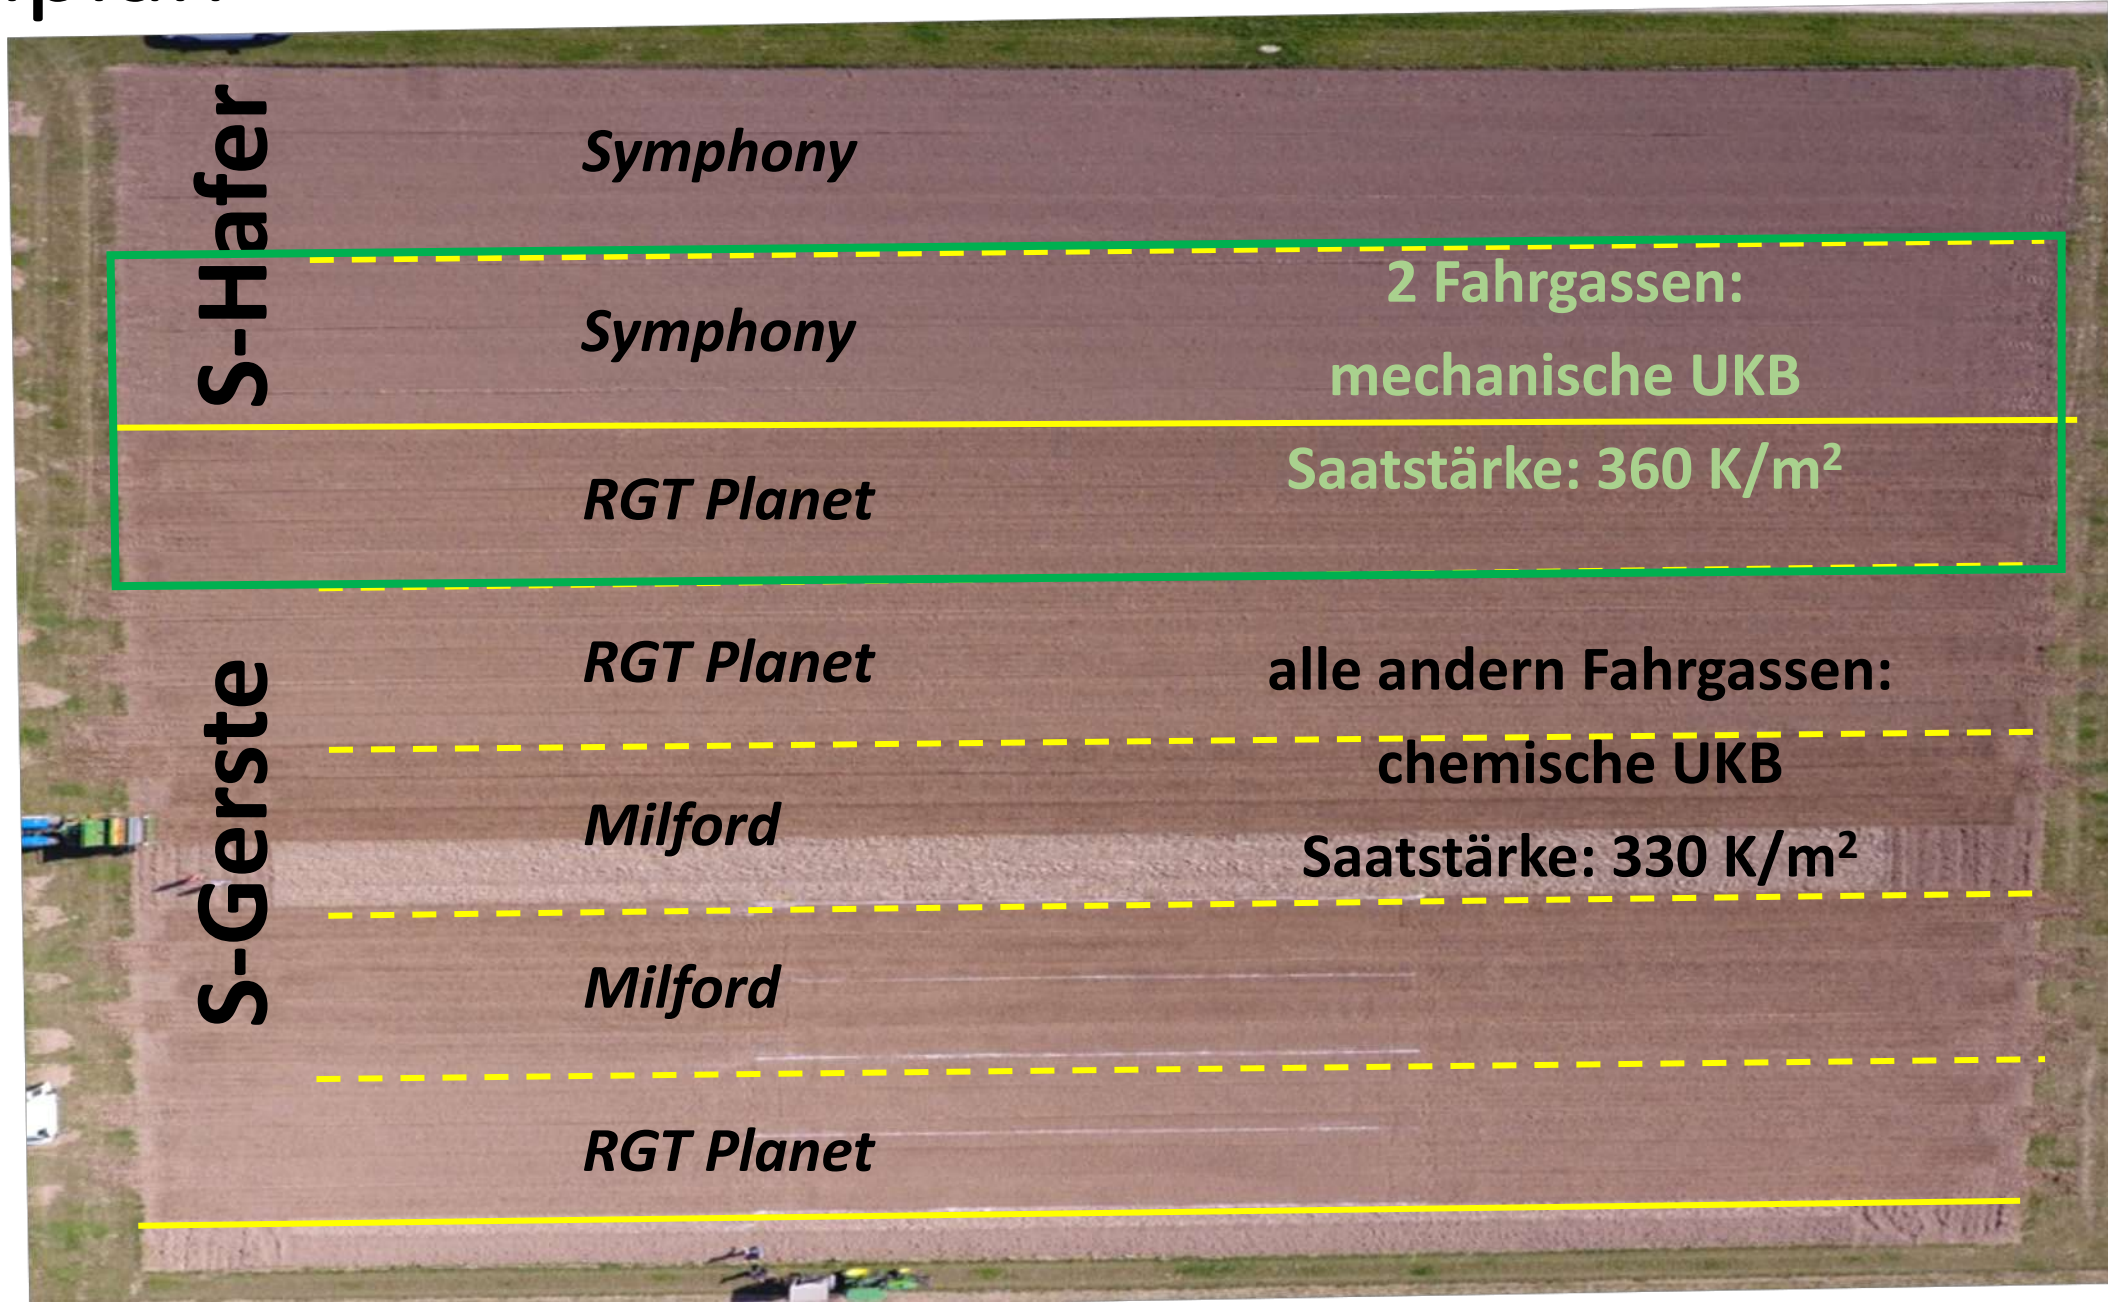 S-Hafer
Symphony
Symphony
2 Fahrgassen:
mechanische UKB
Saatstärke: 360 K/m²
RGT Planet
S-Gerste
RGT Planet
alle andern Fahrgassen:
chemische UKB
Saatstärke: 330 K/m²
Milford
Milford
RGT Planet